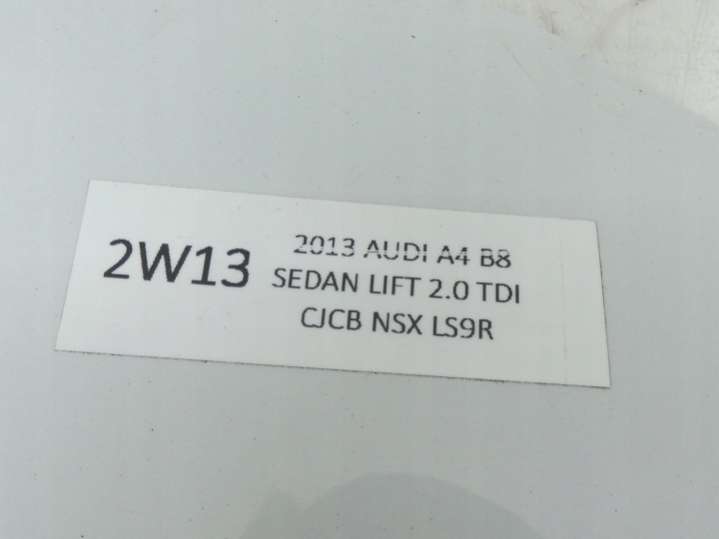 2W13
2013 AUDI A4 B8
SEDAN LIFT 2.0 TDI
CJCB NSX LS9R